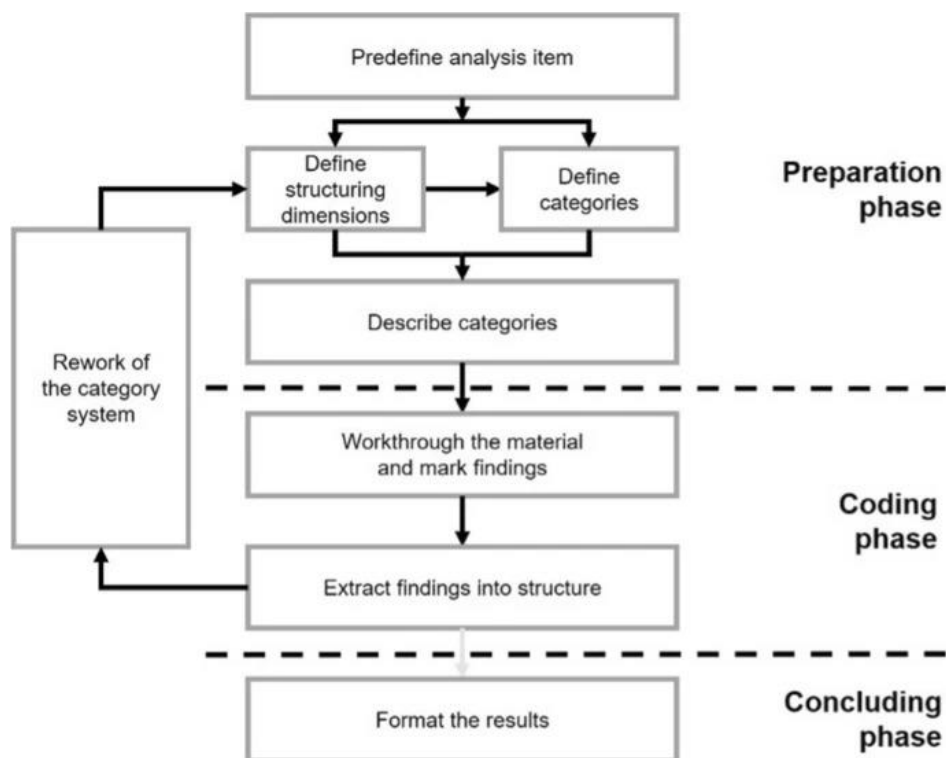 Predefine analysis item
Define
structuring
dimensions
Define
categories
Preparation
phase
Describe categories
Rework of
the category
system
Workthrough the material
and mark findings
Coding
phase
Extract findings into structure
Format the results
Concluding
phase